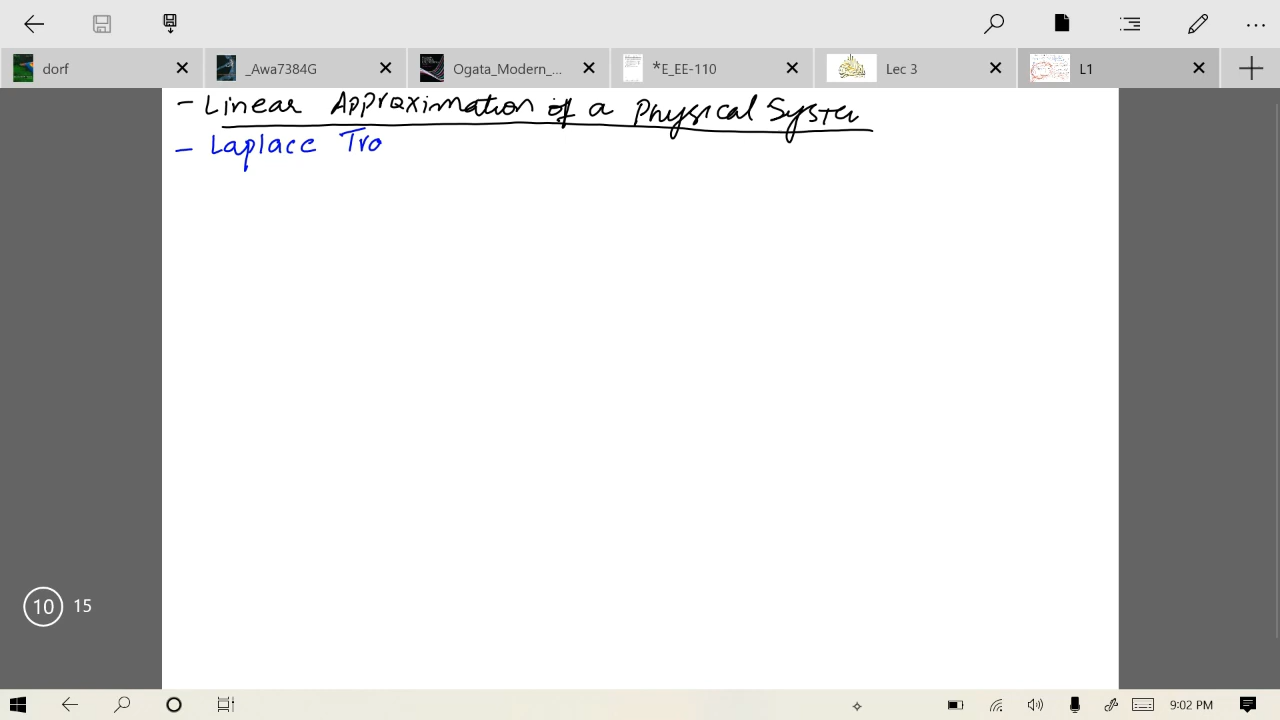 dorf
_Awa7384G
Ogata_Modern_...
*E_EE-110
Lec 3
L1
- Linear Approximation of a Physical System
- Laplace Tra
10 15
9:02 PM